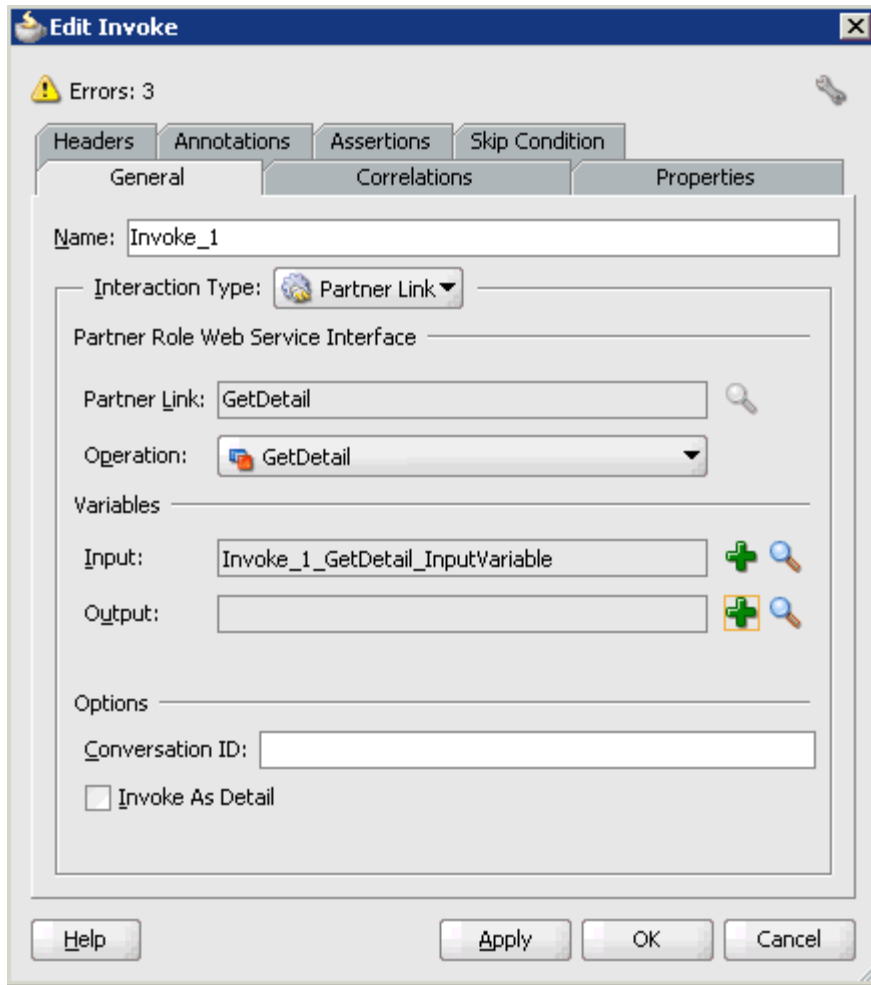 Edit Invoke
Errors: 3
Headers Annotations Assertions Skip Condition
General Correlations Properties
Name: Invoke_1
Interaction Type: Partner Link
Partner Role Web Service Interface
Partner Link: GetDetail
Operation: GetDetail
Variables
Input: Invoke_1_GetDetail_InputVariable
Output:
Options
Conversation ID:
Invoke As Detail
Help Apply OK Cancel